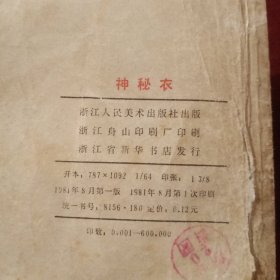 神秘衣
浙江人民美术出版社出版
浙江舟山印刷厂印刷
浙江省新华书店发行
开本：787×1092 1/64 印张：1 3/8
1981年8月第一版 1981年8月第1次印刷
统一书号：8156·180 定价：0.12元
印数：0,001—600,000